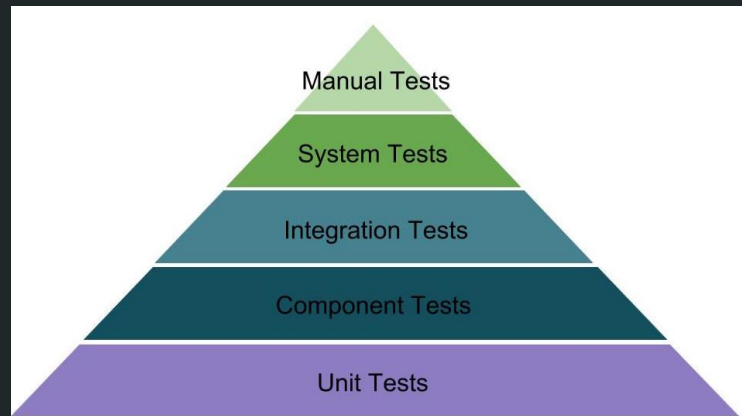 Manual Tests
System Tests
Integration Tests
Component Tests
Unit Tests